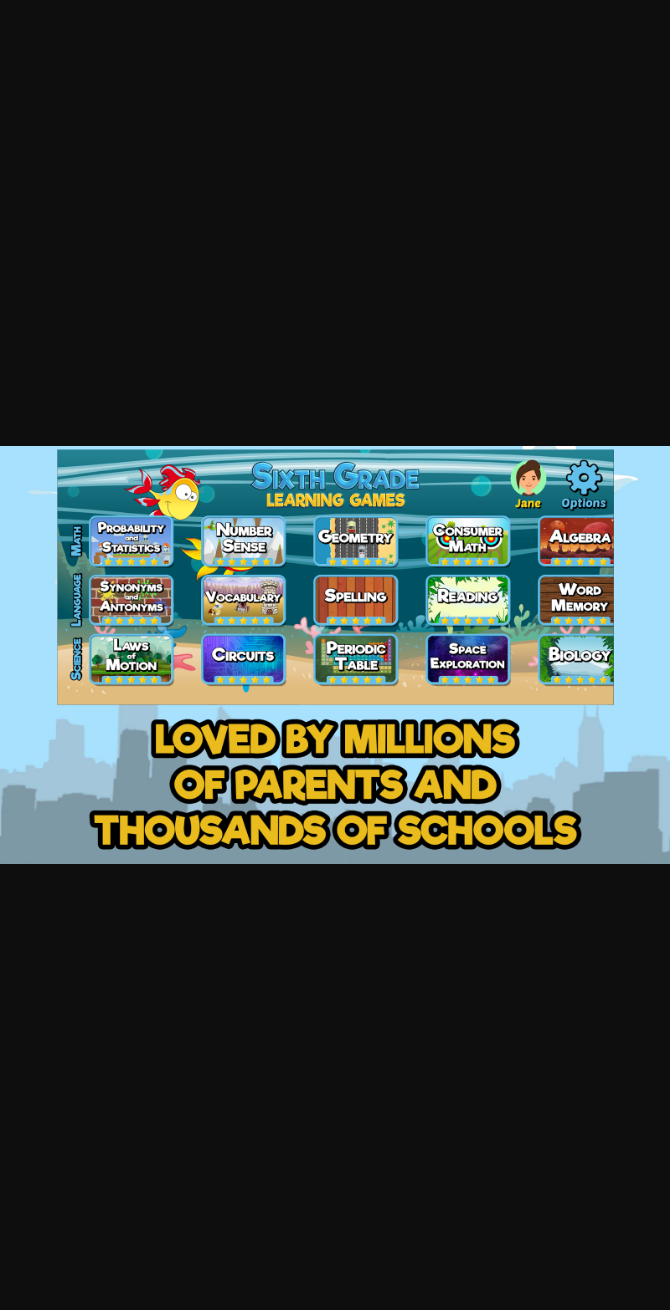 SIXTH GRADE
LEARNING GAMES
Jane
Options
MATH
PROBABILITY
and
STATISTICS
NUMBER
SENSE
GEOMETRY
CONSUMER
MATH
ALGEBRA
LANGUAGE
SYNONYMS
and
ANTONYMS
VOCABULARY
SPELLING
READING
WORD
MEMORY
SCIENCE
LAWS
of
MOTION
CIRCUITS
PERIODIC
TABLE
SPACE
EXPLORATION
BIOLOGY
LOVED BY MILLIONS
OF PARENTS AND
THOUSANDS OF SCHOOLS